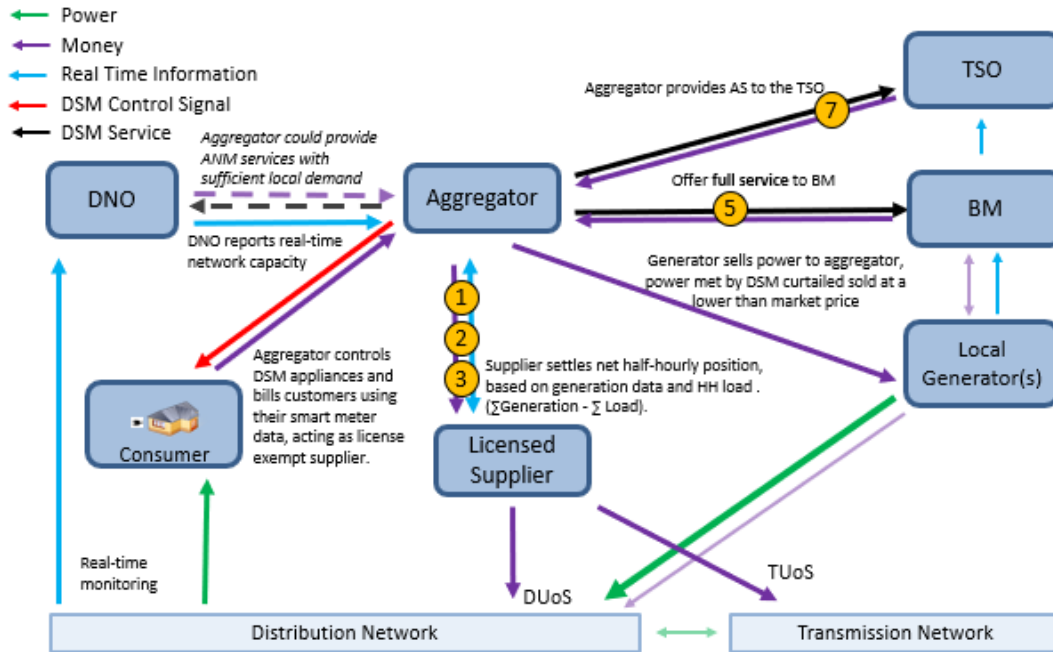 Power
Money
Real Time Information
DSM Control Signal
DSM Service
Aggregator could provide
ANM services with
sufficient local demand
DNO
DNO reports real-time
network capacity
Aggregator
Aggregator provides AS to the TSO
7
TSO
Offer full service to BM
5
BM
Generator sells power to aggregator,
power met by DSM curtailed sold at a
lower than market price
Local
Generator(s)
1
2
3
Supplier settles net half-hourly position,
based on generation data and HH load .
(∑Generation - ∑ Load).
Aggregator controls
DSM appliances and
bills customers using
their smart meter
data, acting as license
exempt supplier.
Consumer
Licensed
Supplier
Real-time
monitoring
DUoS
TUoS
Distribution Network
Transmission Network